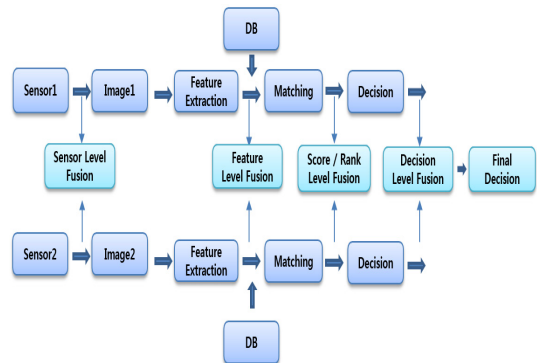 DB
Sensor1
Image1
Feature
Extraction
Matching
Decision
Sensor Level
Fusion
Feature
Level Fusion
Score / Rank
Level Fusion
Decision
Level Fusion
Final
Decision
Sensor2
Image2
Feature
Extraction
Matching
Decision
DB